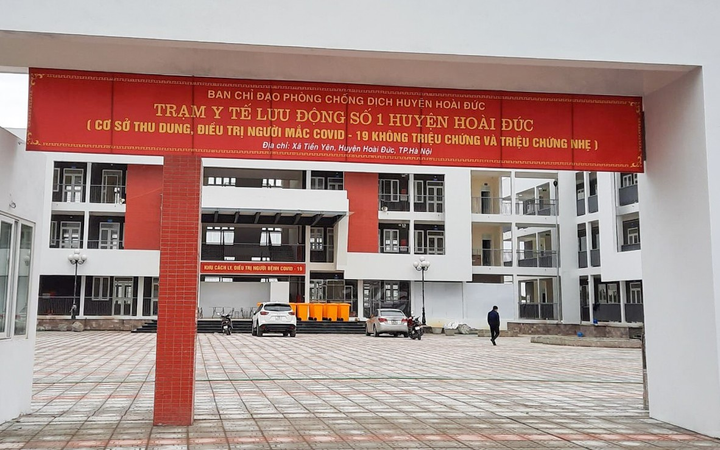 BAN CHỈ ĐẠO PHÒNG CHỐNG DỊCH HUYỆN HOÀI ĐỨC
TRẠM Y TẾ LƯU ĐỘNG SỐ 1 HUYỆN HOÀI ĐỨC
( CƠ SỞ THU DUNG, ĐIỀU TRỊ NGƯỜI MẮC COVID - 19 KHÔNG TRIỆU CHỨNG VÀ TRIỆU CHỨNG NHẸ )
Địa chỉ: Xã Tiền Yên, Huyện Hoài Đức, TP.Hà Nội
KHU CÁCH LY, ĐIỀU TRỊ NGƯỜI BỆNH COVID - 19